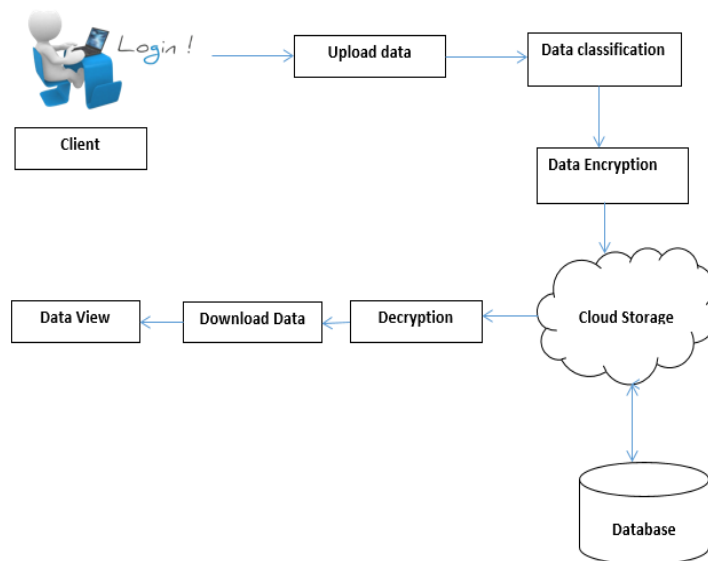 Login !
Upload data
Data classification
Client
Data Encryption
Cloud Storage
Decryption
Download Data
Data View
Database